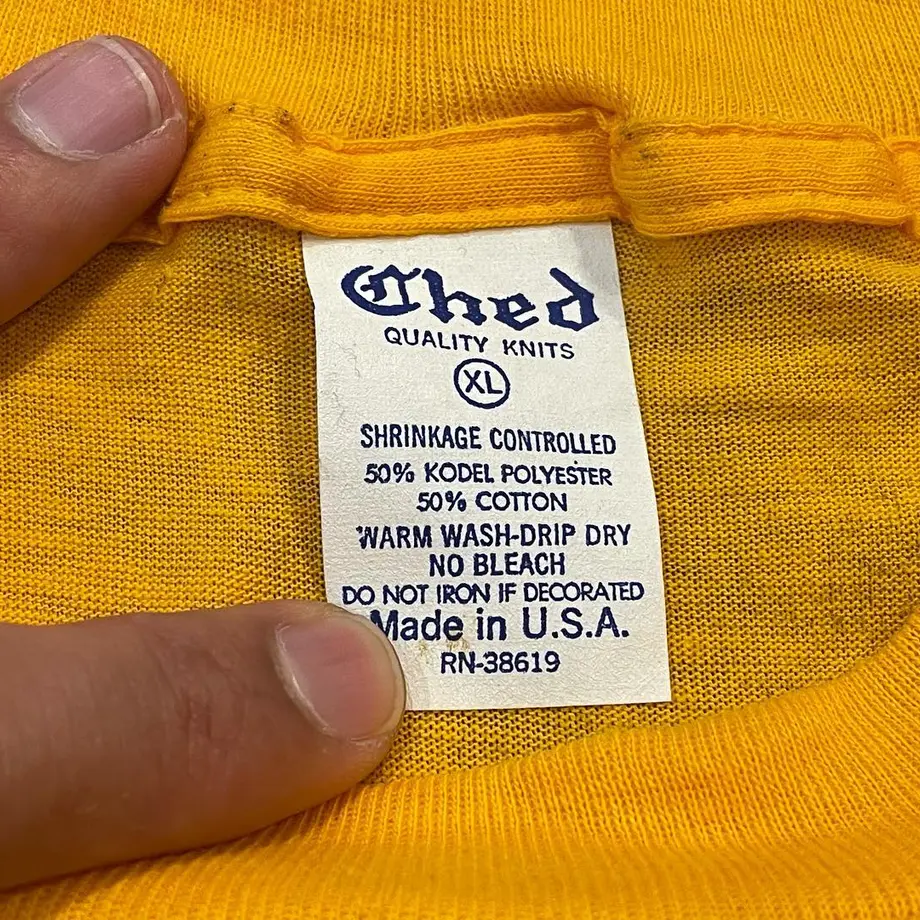 Ched
QUALITY KNITS
XL
SHRINKAGE CONTROLLED
50% KODEL POLYESTER
50% COTTON
WARM WASH-DRIP DRY
NO BLEACH
DO NOT IRON IF DECORATED
Made in U.S.A.
RN-38619